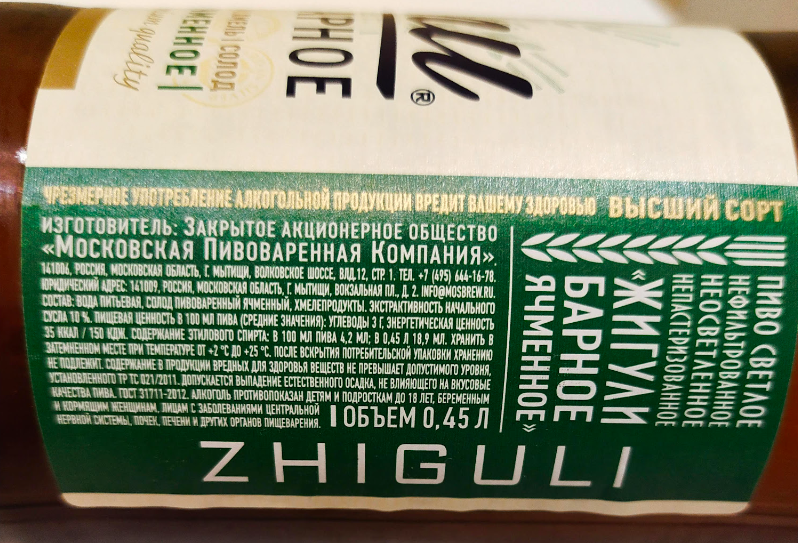 ЧРЕЗМЕРНОЕ УПОТРЕБЛЕНИЕ АЛКОГОЛЬНОЙ ПРОДУКЦИИ ВРЕДИТ ВАШЕМУ ЗДОРОВЬЮ
ВЫСШИЙ СОРТ
ИЗГОТОВИТЕЛЬ: ЗАКРЫТОЕ АКЦИОНЕРНОЕ ОБЩЕСТВО
«МОСКОВСКАЯ ПИВОВАРЕННАЯ КОМПАНИЯ».
141006, РОССИЯ, МОСКОВСКАЯ ОБЛАСТЬ, Г. МЫТИЩИ, ВОЛКОВСКОЕ ШОССЕ, ВЛД.12, СТР 1. ТЕЛ. +7 (495) 644-16-78.
ЮРИДИЧЕСКИЙ АДРЕС: 141009, РОССИЯ, МОСКОВСКАЯ ОБЛАСТЬ, Г. МЫТИЩИ, ВОКЗАЛЬНАЯ ПЛ., Д. 2. INFO@MOSBREW.RU.
СОСТАВ: ВОДА ПИТЬЕВАЯ, СОЛОД ПИВОВАРЕННЫЙ ЯЧМЕННЫЙ, ХМЕЛЕПРОДУКТЫ. ЭКСТРАКТИВНОСТЬ НАЧАЛЬНОГО
СУСЛА 10 %. ПИЩЕВАЯ ЦЕННОСТЬ В 100 МЛ ПИВА (СРЕДНИЕ ЗНАЧЕНИЯ): УГЛЕВОДЫ 3 Г, ЭНЕРГЕТИЧЕСКАЯ ЦЕННОСТЬ
35 ККАЛ / 150 КДЖ. СОДЕРЖАНИЕ ЭТИЛОВОГО СПИРТА: В 100 МЛ ПИВА 4,2 МЛ; В 0,45 Л 18,9 МЛ. ХРАНИТЬ В
ЗАТЕМНЕННОМ МЕСТЕ ПРИ ТЕМПЕРАТУРЕ ОТ +2 °С ДО +25 °С. ПОСЛЕ ВСКРЫТИЯ ПОТРЕБИТЕЛЬСКОЙ УПАКОВКИ ХРАНЕНИЮ
НЕ ПОДЛЕЖИТ. СОДЕРЖАНИЕ В ПРОДУКЦИИ ВРЕДНЫХ ДЛЯ ЗДОРОВЬЯ ВЕЩЕСТВ НЕ ПРЕВЫШАЕТ ДОПУСТИМОГО УРОВНЯ,
УСТАНОВЛЕННОГО ТР ТС 021/2011. ДОПУСКАЕТСЯ ВЫПАДЕНИЕ ЕСТЕСТВЕННОГО ОСАДКА, НЕ ВЛИЯЮЩЕГО НА ВКУСОВЫЕ
КАЧЕСТВА ПИВА. ГОСТ 31711-2012. АЛКОГОЛЬ ПРОТИВОПОКАЗАН ДЕТЯМ И ПОДРОСТКАМ ДО 18 ЛЕТ, БЕРЕМЕННЫМ
И КОРМЯЩИМ ЖЕНЩИНАМ, ЛИЦАМ С ЗАБОЛЕВАНИЯМИ ЦЕНТРАЛЬНОЙ
НЕРВНОЙ СИСТЕМЫ, ПОЧЕК, ПЕЧЕНИ И ДРУГИХ ОРГАНОВ ПИЩЕВАРЕНИЯ.
ОБЪЕМ 0,45 Л
ПИВО СВЕТЛОЕ
НЕФИЛЬТРОВАННОЕ
НЕОСВЕТЛЕННОЕ
НЕПАСТЕРИЗОВАННОЕ
«ЖИГУЛИ
БАРНОЕ
ЯЧМЕННОЕ»
ZHIGULI
®
СОЛОД
quality